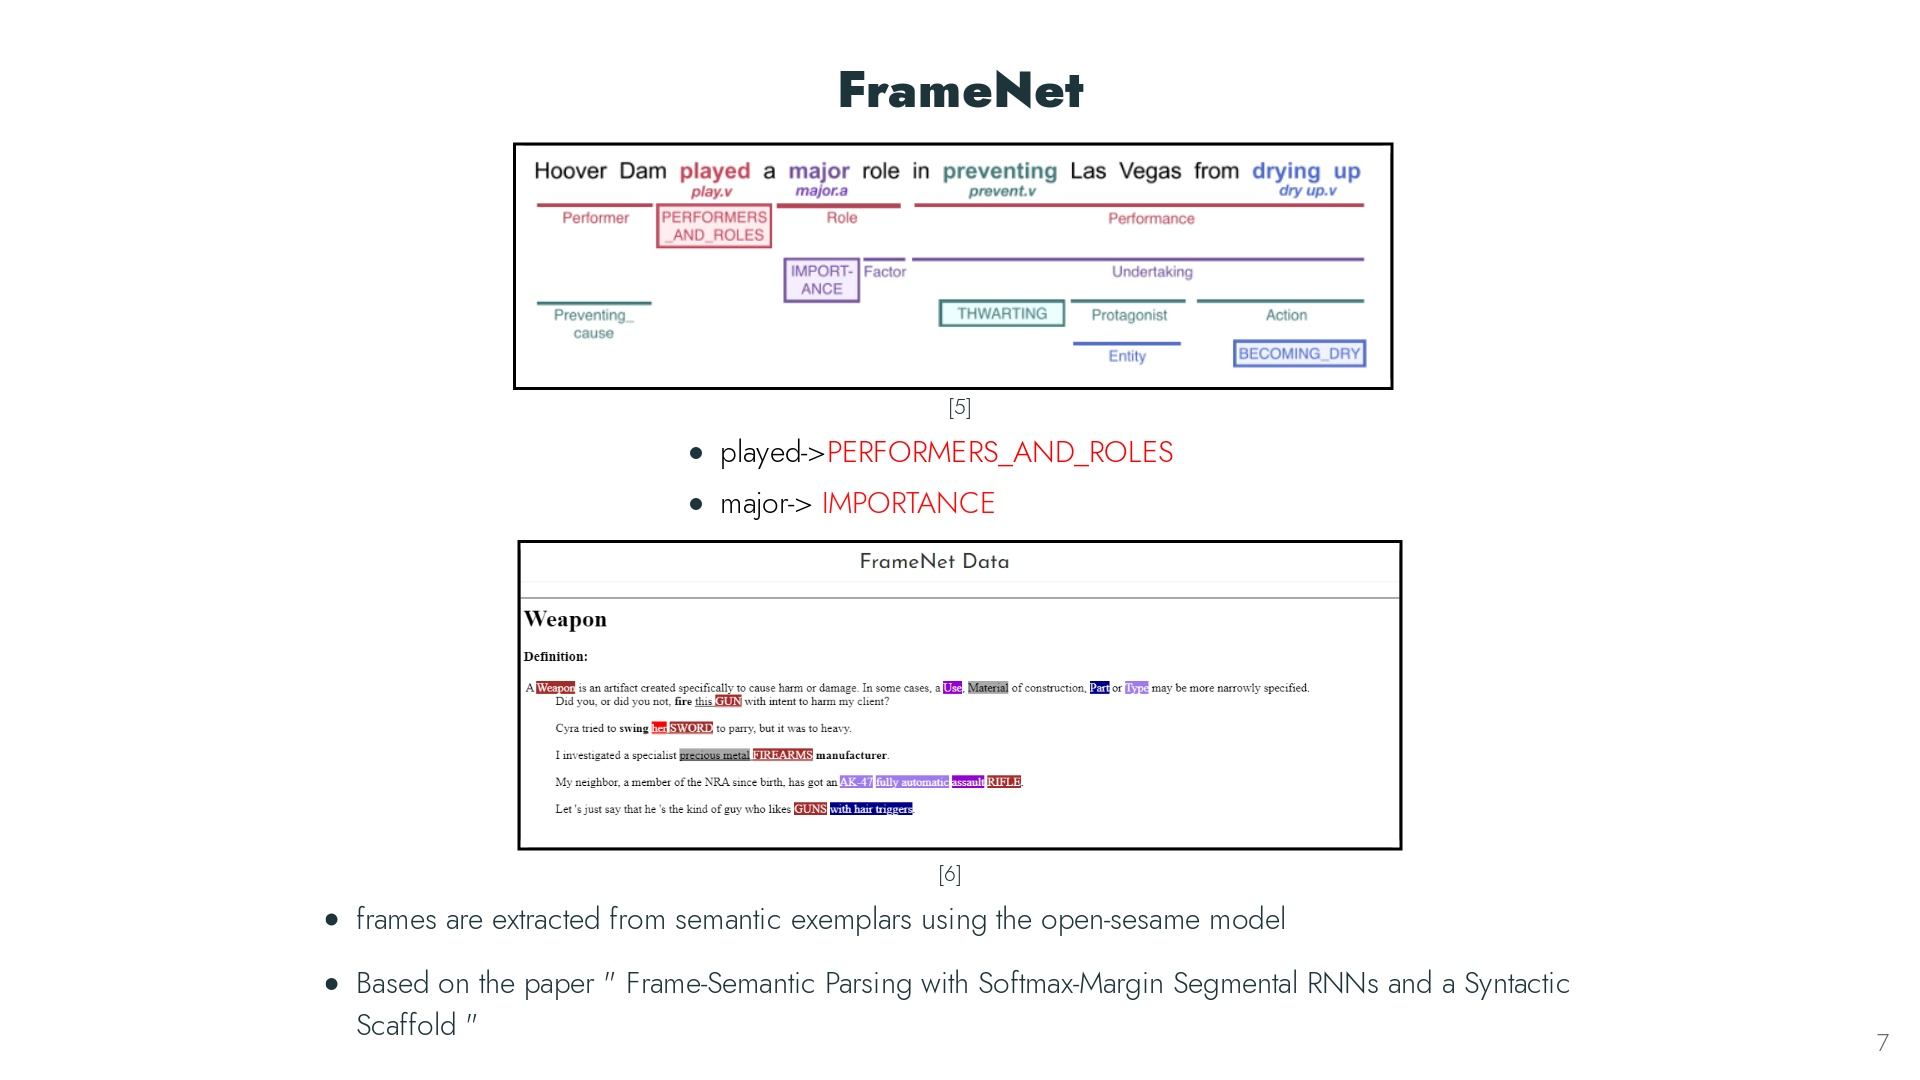 FrameNet
Hoover Dam played a major role in preventing Las Vegas from drying up
play.v major.a prevent.v dry up.v
Performer PERFORMERS Role Performance
_AND_ROLES
IMPORT- Factor Undertaking
ANCE
Preventing_ THWARTING Protagonist Action
cause
Entity BECOMING_DRY
[5]
● played->PERFORMERS_AND_ROLES
● major-> IMPORTANCE
FrameNet Data
Weapon
Definition:
A Weapon is an artifact created specifically to cause harm or damage. In some cases, a Use, Material of construction, Part or Type may be more narrowly specified.
Did you, or did you not, fire this GUN with intent to harm my client?
Cyra tried to swing her SWORD to parry, but it was to heavy.
I investigated a specialist precious metal FIREARMS manufacturer.
My neighbor, a member of the NRA since birth, has got an AK-47 fully automatic assault RIFLE.
Let 's just say that he 's the kind of guy who likes GUNS with hair triggers.
[6]
● frames are extracted from semantic exemplars using the open-sesame model
● Based on the paper " Frame-Semantic Parsing with Softmax-Margin Segmental RNNs and a Syntactic
Scaffold "
7